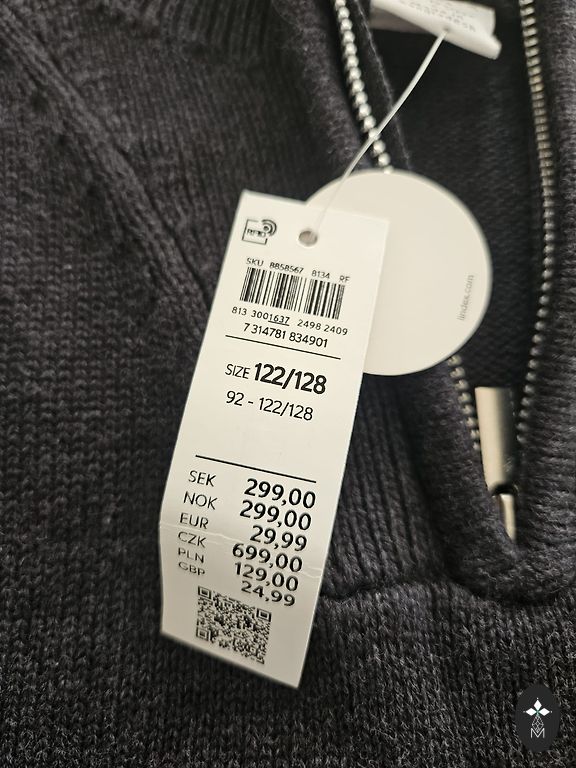 RFID
SKU 8858567 8134 RF
813 3001637 2498 2409
7 314781 834901
SIZE 122/128
92 - 122/128
SEK 299,00
NOK 299,00
EUR 29,99
CZK 699,00
PLN 129,00
GBP 24,99
lindex.com
M